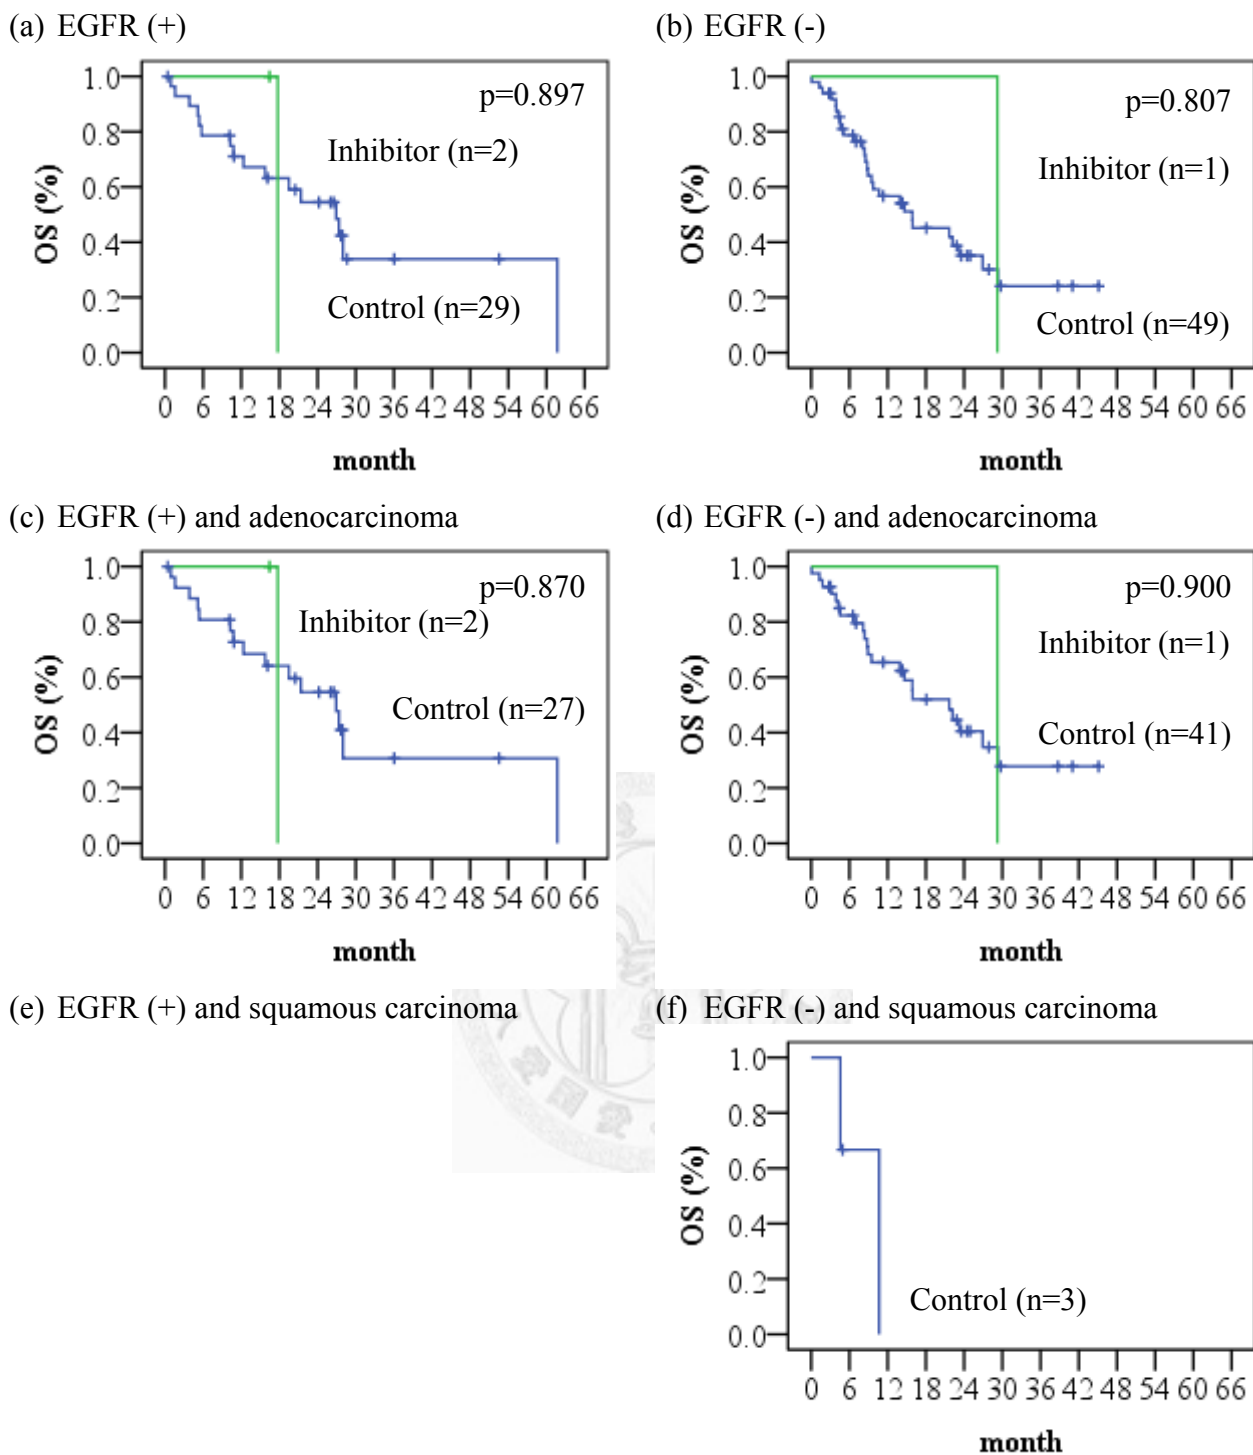 (a) EGFR (+)
(b) EGFR (-)
1.0
0.8
0.6
0.4
0.2
0.0
OS (%)
p=0.897
Inhibitor (n=2)
Control (n=29)
0 6 12 18 24 30 36 42 48 54 60 66
month
1.0
0.8
0.6
0.4
0.2
0.0
OS (%)
p=0.807
Inhibitor (n=1)
Control (n=49)
0 6 12 18 24 30 36 42 48 54 60 66
month
(c) EGFR (+) and adenocarcinoma
(d) EGFR (-) and adenocarcinoma
1.0
0.8
0.6
0.4
0.2
0.0
OS (%)
p=0.870
Inhibitor (n=2)
Control (n=27)
0 6 12 18 24 30 36 42 48 54 60 66
month
1.0
0.8
0.6
0.4
0.2
0.0
OS (%)
p=0.900
Inhibitor (n=1)
Control (n=41)
0 6 12 18 24 30 36 42 48 54 60 66
month
(e) EGFR (+) and squamous carcinoma
(f) EGFR (-) and squamous carcinoma
1.0
0.8
0.6
0.4
0.2
0.0
OS (%)
Control (n=3)
0 6 12 18 24 30 36 42 48 54 60 66
month